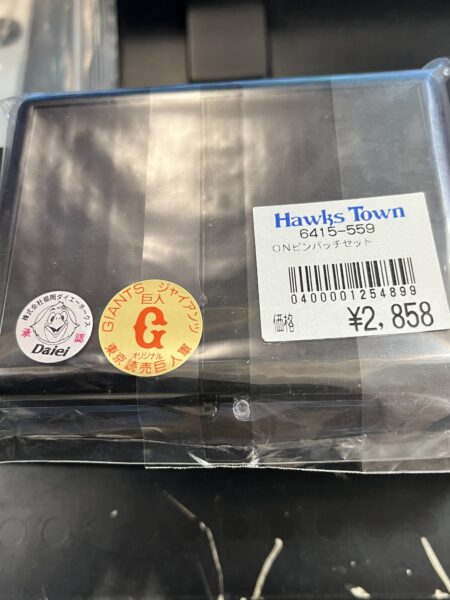 Hawks Town
6415-559
ONピンバッチセット
0400001254899
価格 ¥2,858
株式会社福岡ダイエーホークス
承認
Daiei
GIANTS ジャイアンツ
巨人
G
オリジナル
東京読売巨人軍